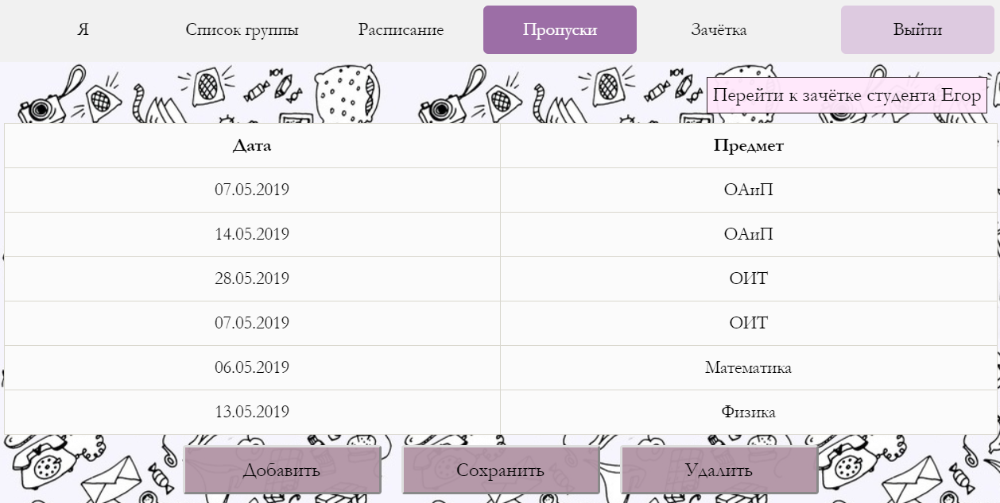 Я Список группы Расписание Пропуски Зачётка Выйти
Перейти к зачётке студента Егор
Дата Предмет
07.05.2019 ОАиП
14.05.2019 ОАиП
28.05.2019 ОИТ
07.05.2019 ОИТ
06.05.2019 Математика
13.05.2019 Физика
Добавить Сохранить Удалить